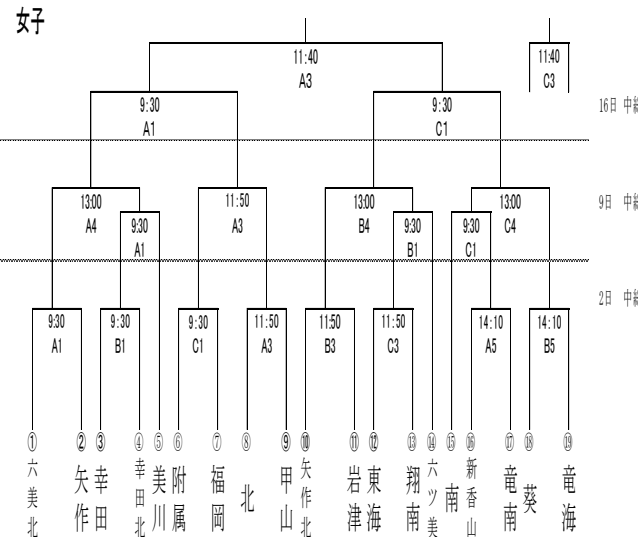 女子
11:40
A3
11:40
C3
9:30
A1
9:30
C1
16日 中総
13:00
A4
11:50
A3
13:00
B4
13:00
C4
9日 中総
9:30
A1
9:30
B1
9:30
C1
2日 中総
9:30
A1
9:30
B1
9:30
C1
11:50
A3
11:50
B3
11:50
C3
14:10
A5
14:10
B5
① 六美北
② 矢作
③ 幸田
④ 幸田北
⑤ 美川
⑥ 附属
⑦ 福岡
⑧ 北
⑨ 甲山
⑩ 矢作北
⑪ 岩津
⑫ 東海
⑬ 翔南
⑭ 六ツ美
⑮ 南
⑯ 新香山
⑰ 竜南
⑱ 葵
⑲ 竜海